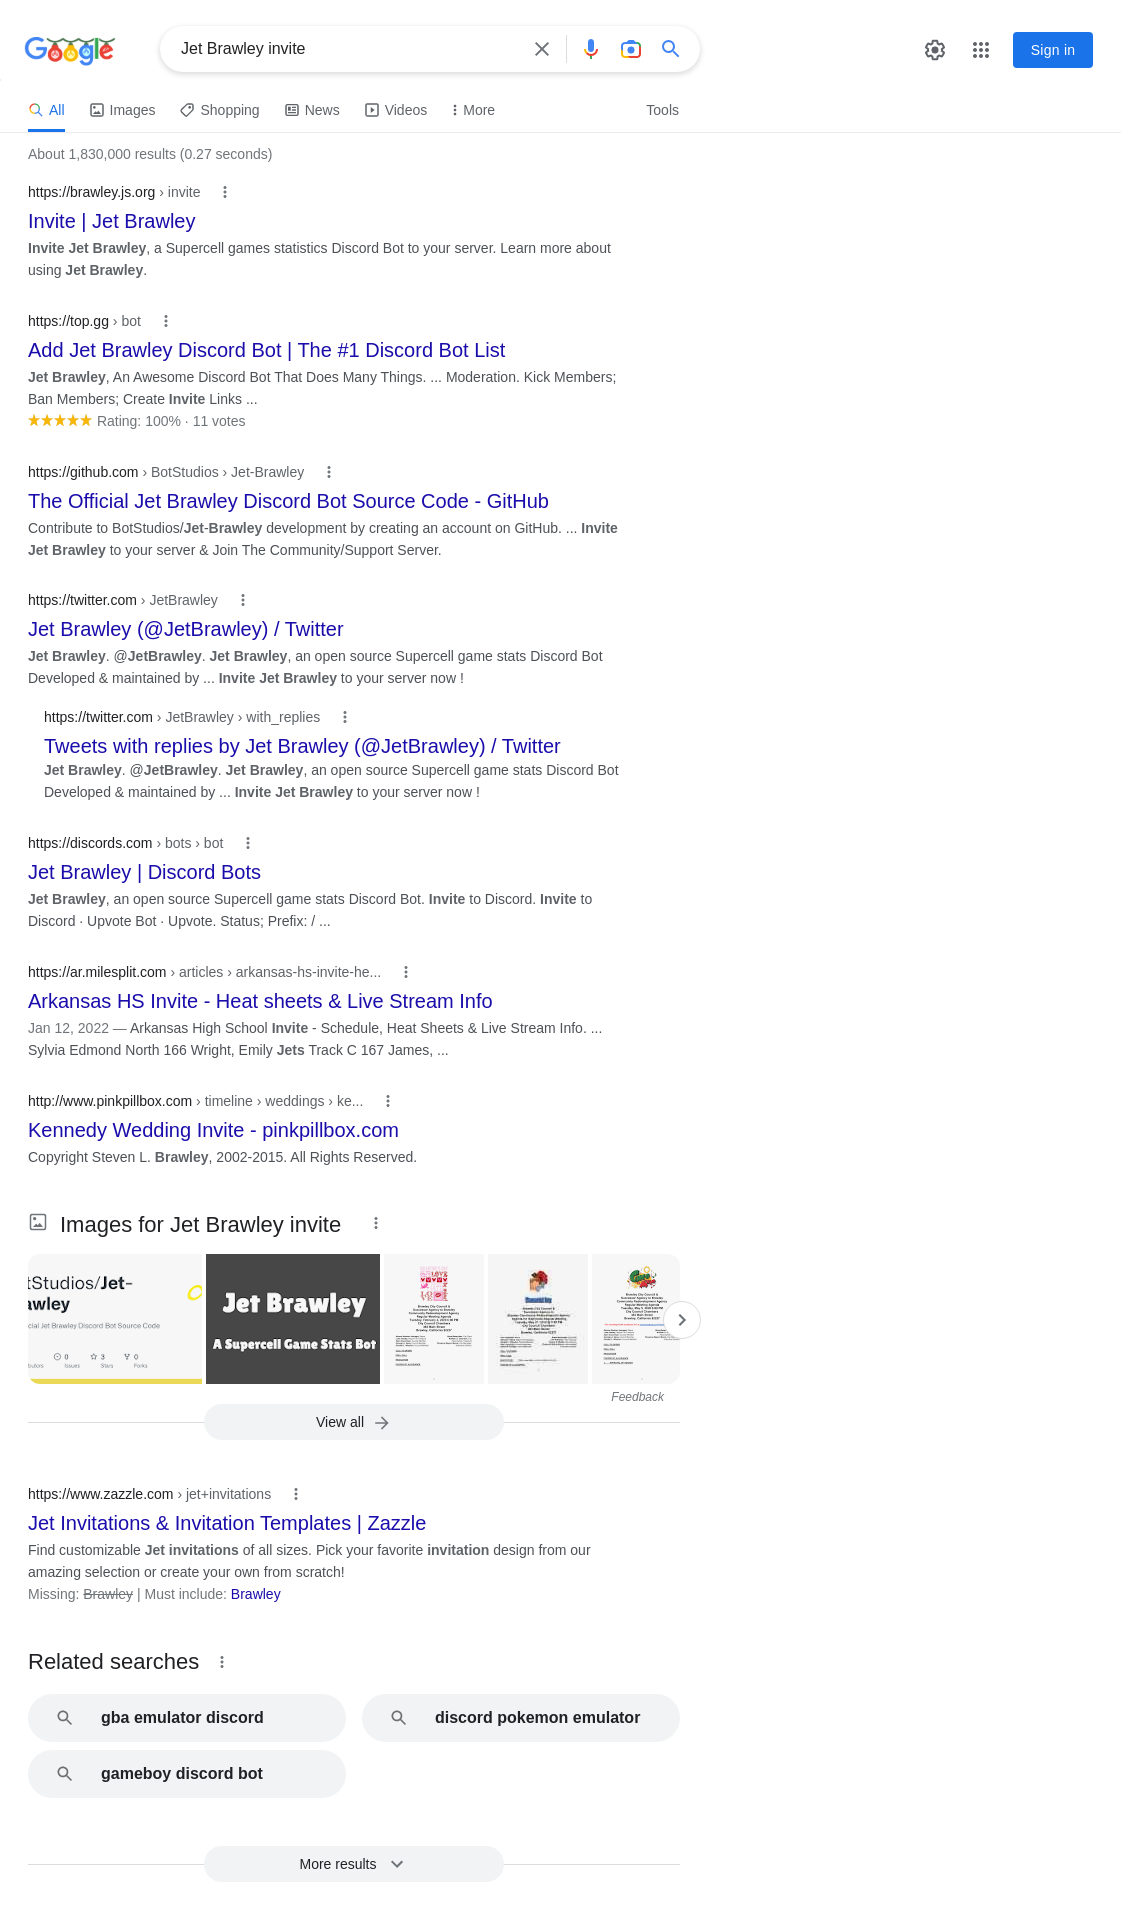 Google
Jet Brawley invite
Sign in
All Images Shopping News Videos More Tools
About 1,830,000 results (0.27 seconds)
https://brawley.js.org › invite
Invite | Jet Brawley
Invite Jet Brawley, a Supercell games statistics Discord Bot to your server. Learn more about
using Jet Brawley.
https://top.gg › bot
Add Jet Brawley Discord Bot | The #1 Discord Bot List
Jet Brawley, An Awesome Discord Bot That Does Many Things. ... Moderation. Kick Members;
Ban Members; Create Invite Links ...
Rating: 100% · 11 votes
https://github.com › BotStudios › Jet-Brawley
The Official Jet Brawley Discord Bot Source Code - GitHub
Contribute to BotStudios/Jet-Brawley development by creating an account on GitHub. ... Invite
Jet Brawley to your server & Join The Community/Support Server.
https://twitter.com › JetBrawley
Jet Brawley (@JetBrawley) / Twitter
Jet Brawley. @JetBrawley. Jet Brawley, an open source Supercell game stats Discord Bot
Developed & maintained by ... Invite Jet Brawley to your server now !
https://twitter.com › JetBrawley › with_replies
Tweets with replies by Jet Brawley (@JetBrawley) / Twitter
Jet Brawley. @JetBrawley. Jet Brawley, an open source Supercell game stats Discord Bot
Developed & maintained by ... Invite Jet Brawley to your server now !
https://discords.com › bots › bot
Jet Brawley | Discord Bots
Jet Brawley, an open source Supercell game stats Discord Bot. Invite to Discord. Invite to
Discord · Upvote Bot · Upvote. Status; Prefix: / ...
https://ar.milesplit.com › articles › arkansas-hs-invite-he...
Arkansas HS Invite - Heat sheets & Live Stream Info
Jan 12, 2022 — Arkansas High School Invite - Schedule, Heat Sheets & Live Stream Info. ...
Sylvia Edmond North 166 Wright, Emily Jets Track C 167 James, ...
http://www.pinkpillbox.com › timeline › weddings › ke...
Kennedy Wedding Invite - pinkpillbox.com
Copyright Steven L. Brawley, 2002-2015. All Rights Reserved.
Images for Jet Brawley invite
tStudios/Jet-
awley
cial Jet Brawley Discord Bot Source Code
0 3 0
butors Issues Stars Forks
Jet Brawley
A Supercell Game Stats Bot
Feedback
View all
https://www.zazzle.com › jet+invitations
Jet Invitations & Invitation Templates | Zazzle
Find customizable Jet invitations of all sizes. Pick your favorite invitation design from our
amazing selection or create your own from scratch!
Missing: Brawley | Must include: Brawley
Related searches
gba emulator discord
discord pokemon emulator
gameboy discord bot
More results